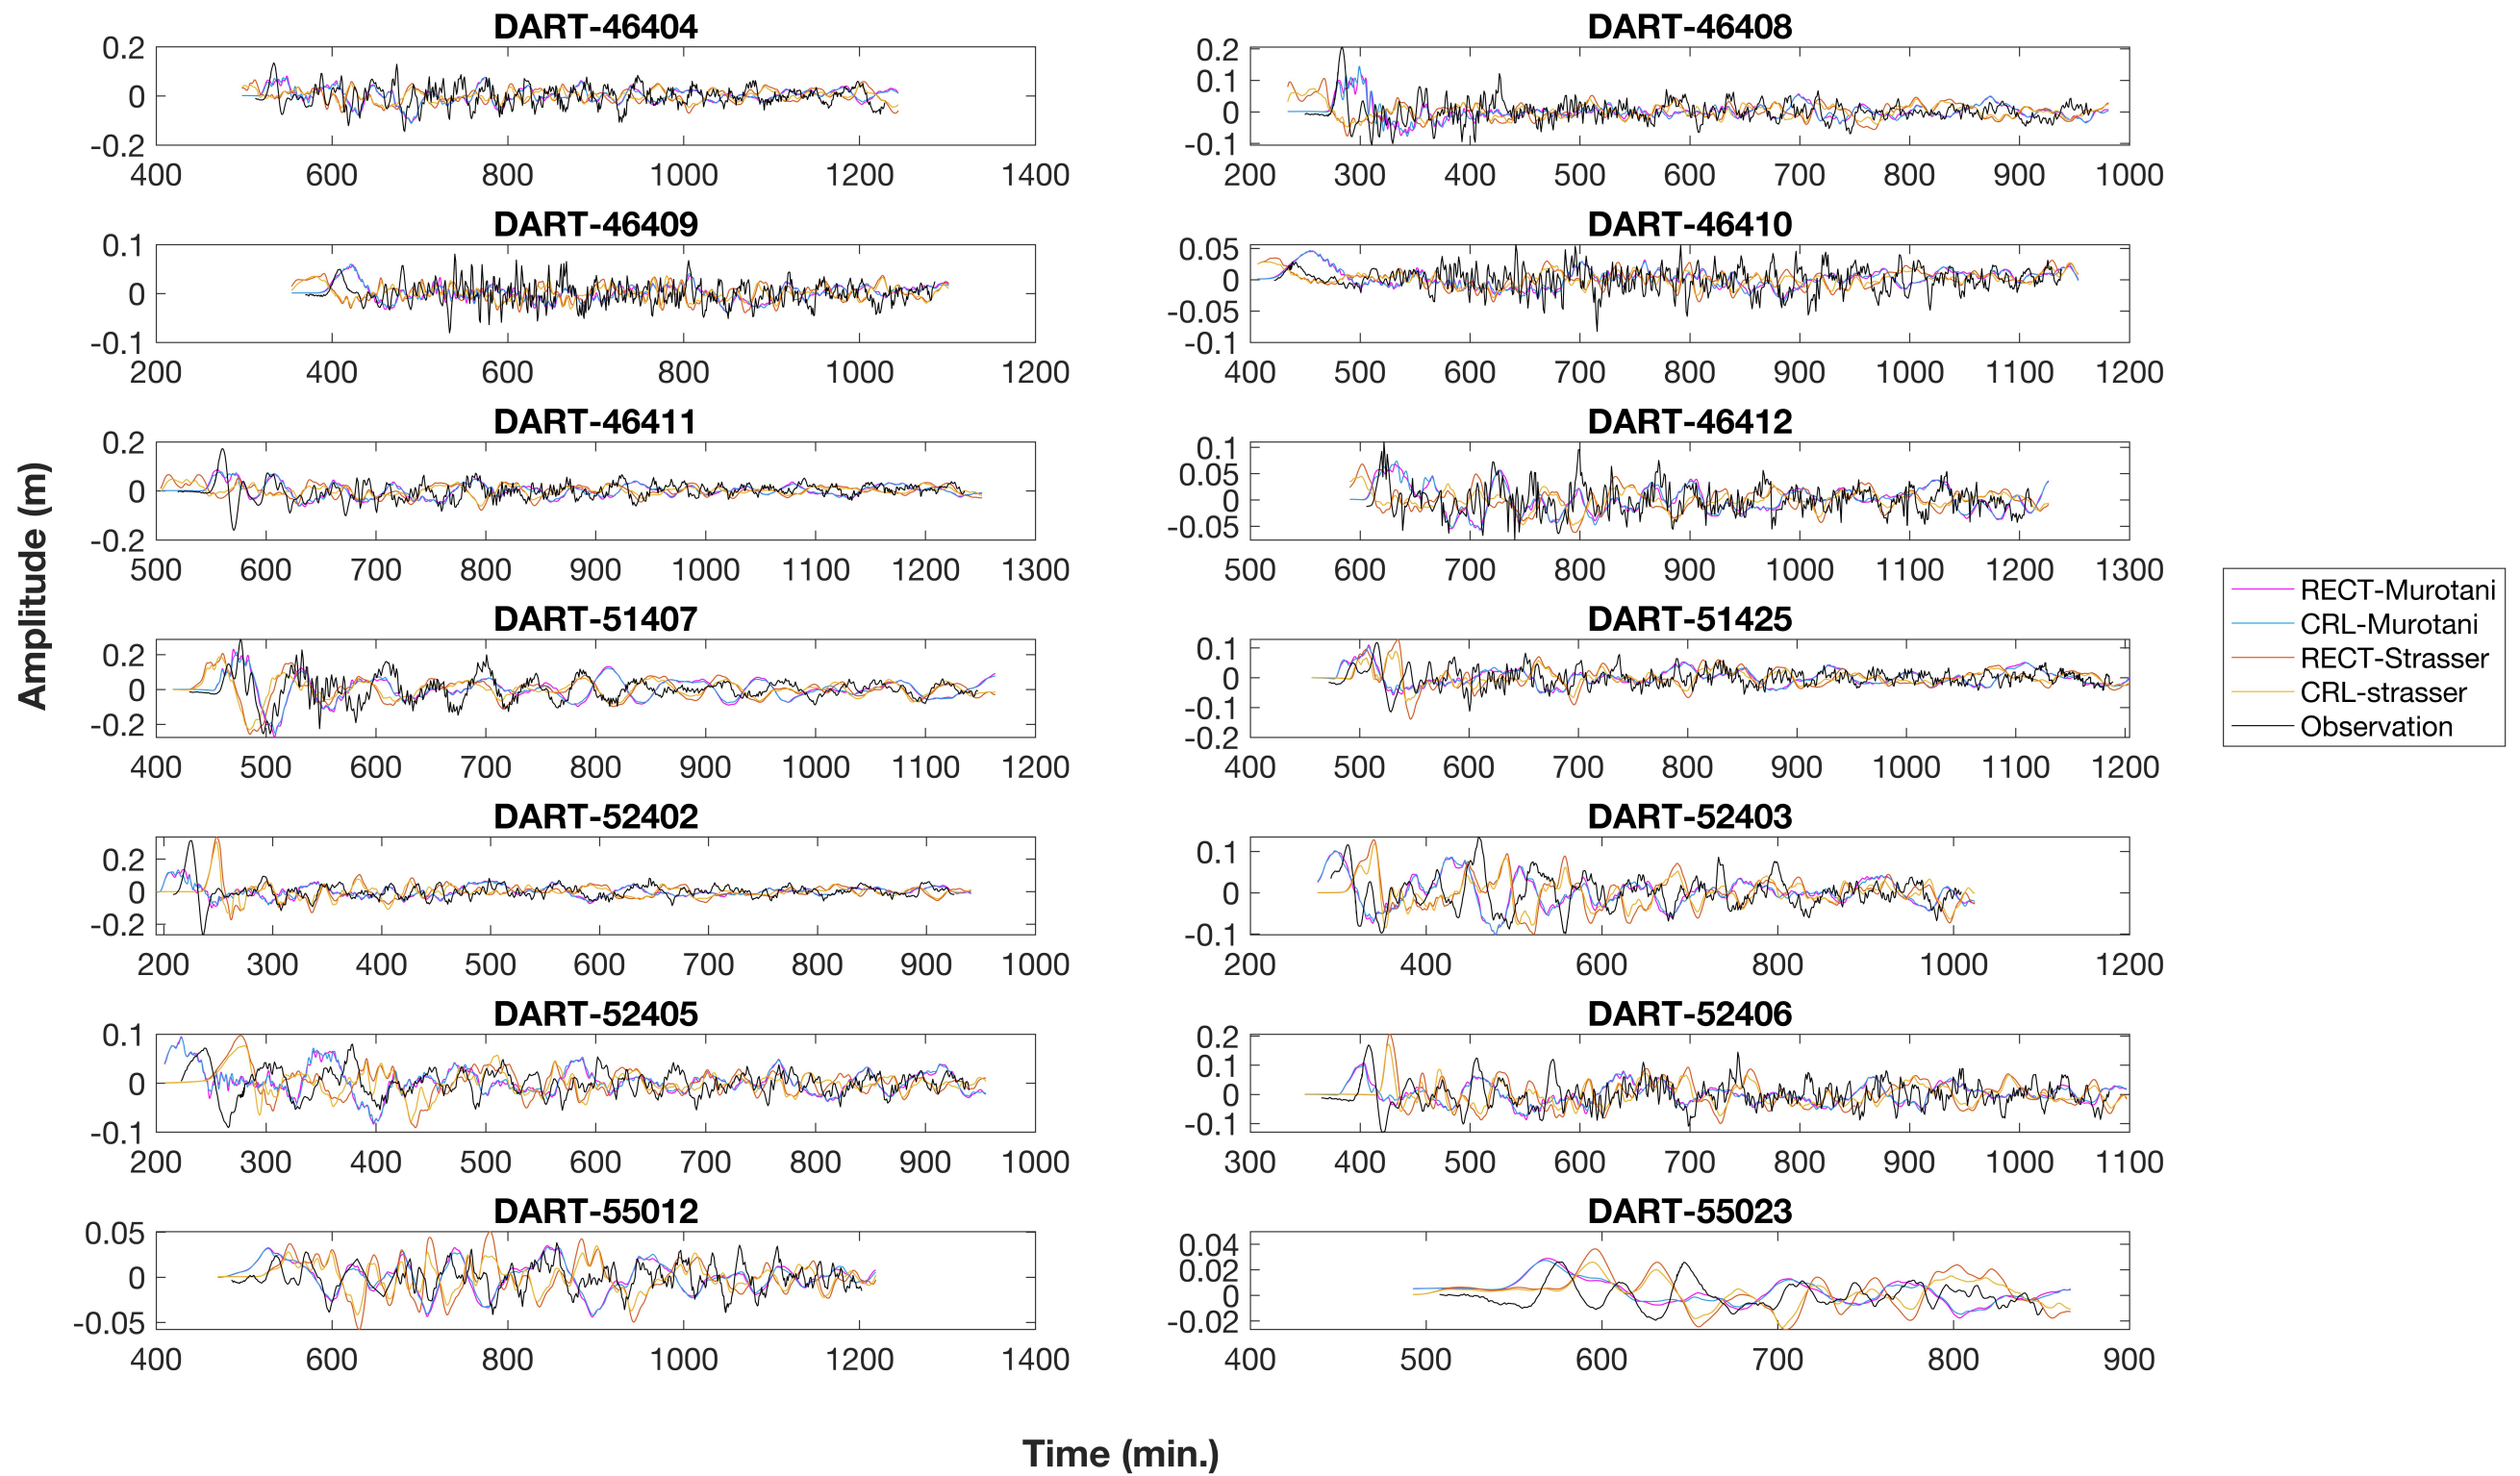 DART-46404
0.2
0
-0.2
400 600 800 1000 1200 1400
DART-46408
0.2
0.1
0
-0.1
200 300 400 500 600 700 800 900 1000
DART-46409
0.1
0
-0.1
200 400 600 800 1000 1200
DART-46410
0.05
0
-0.05
-0.1
400 500 600 700 800 900 1000 1100 1200
DART-46411
0.2
0
-0.2
500 600 700 800 900 1000 1100 1200 1300
DART-46412
0.1
0.05
0
-0.05
500 600 700 800 900 1000 1100 1200 1300
DART-51407
0.2
0
-0.2
400 500 600 700 800 900 1000 1100 1200
DART-51425
0.1
0
-0.1
-0.2
400 500 600 700 800 900 1000 1100 1200
DART-52402
0.2
0
-0.2
200 300 400 500 600 700 800 900 1000
DART-52403
0.1
0
-0.1
200 400 600 800 1000 1200
DART-52405
0.1
0
-0.1
200 300 400 500 600 700 800 900 1000
DART-52406
0.2
0.1
0
-0.1
300 400 500 600 700 800 900 1000 1100
DART-55012
0.05
0
-0.05
400 600 800 1000 1200 1400
DART-55023
0.04
0.02
0
-0.02
400 500 600 700 800 900
Amplitude (m)
Time (min.)
RECT-Murotani
CRL-Murotani
RECT-Strasser
CRL-strasser
Observation